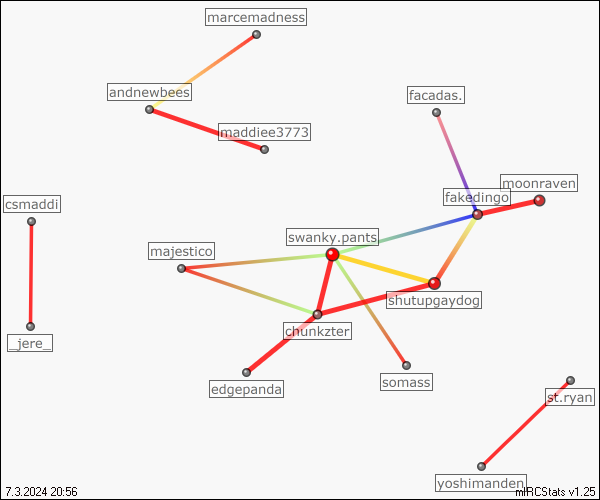 marcemadness
andnewbees
facadas.
maddiee3773
moonraven
fakedingo
csmaddi
swanky.pants
majestico
shutupgaydog
chunkzter
_jere_
edgepanda
somass
st.ryan
yoshimanden
7.3.2024 20:56
mIRCStats v1.25